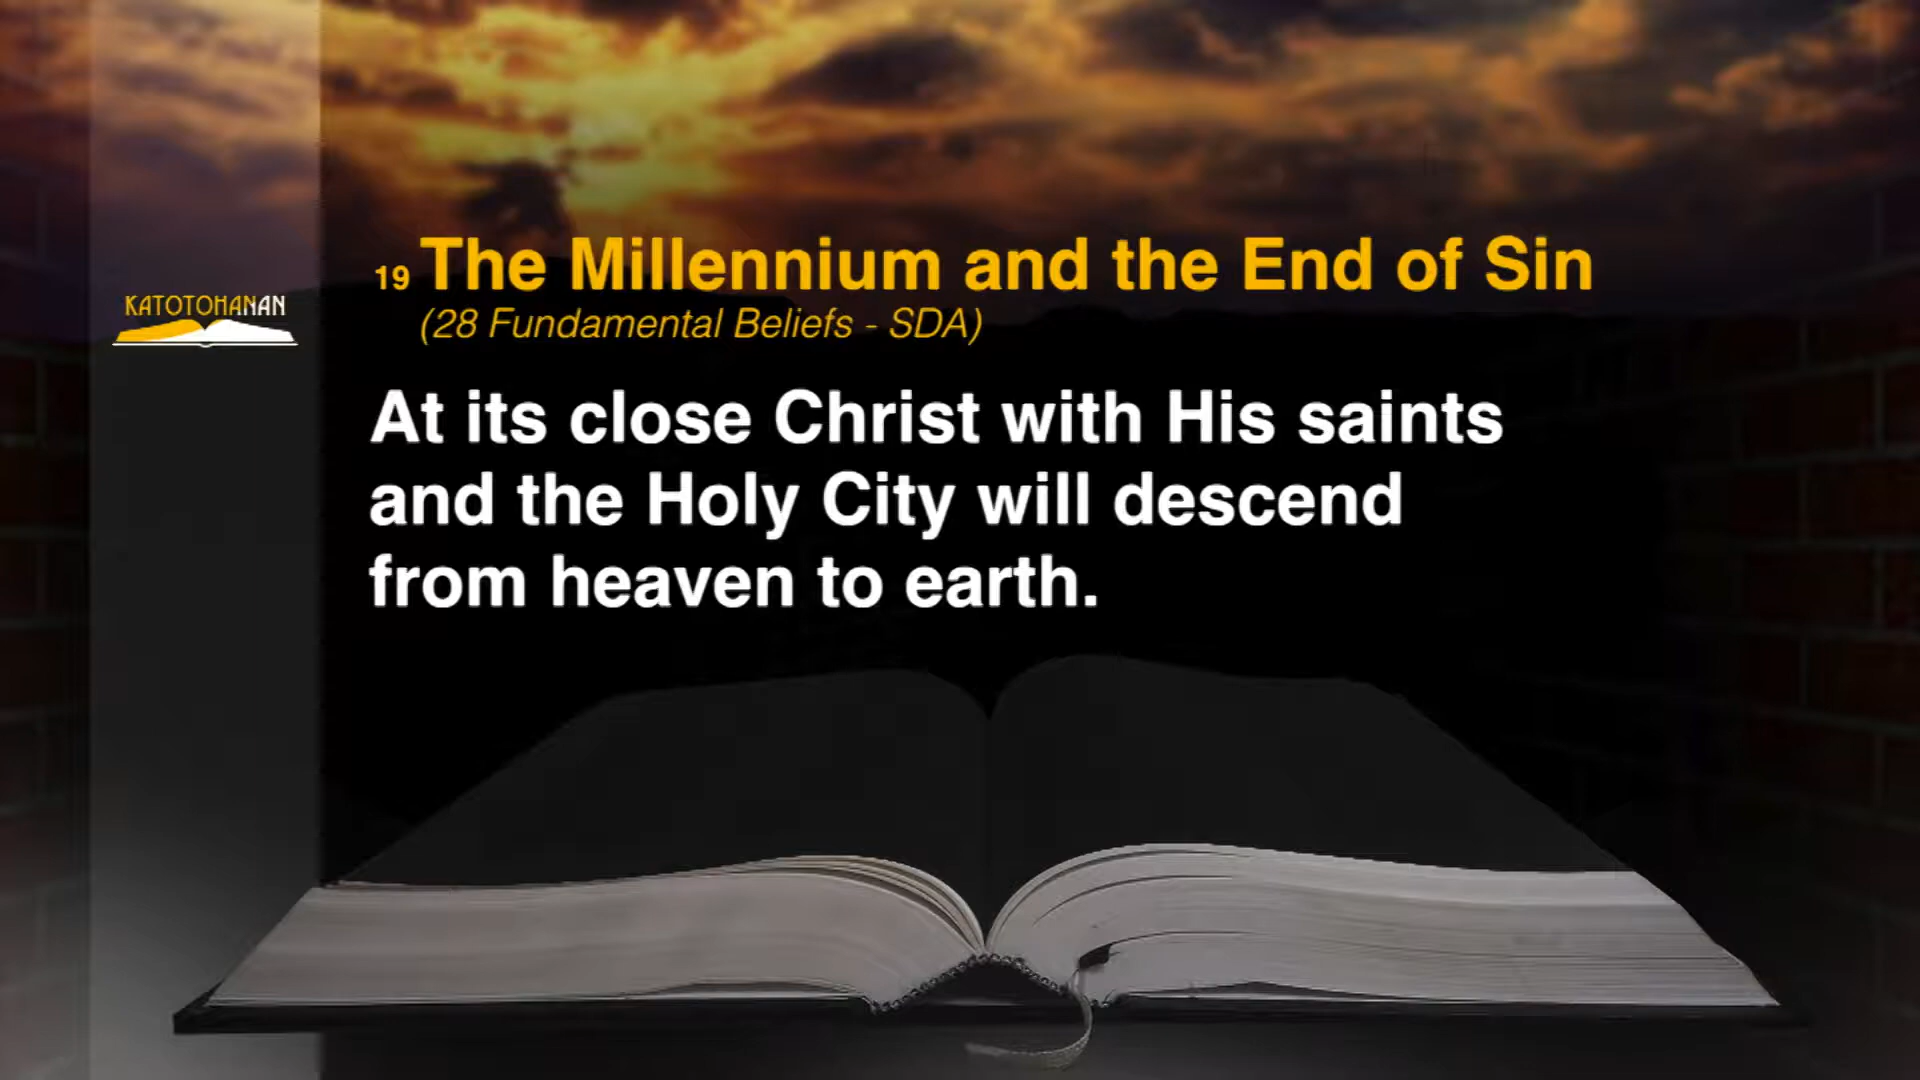 KATOTOHANAN
19 The Millennium and the End of Sin
(28 Fundamental Beliefs - SDA)
At its close Christ with His saints
and the Holy City will descend
from heaven to earth.